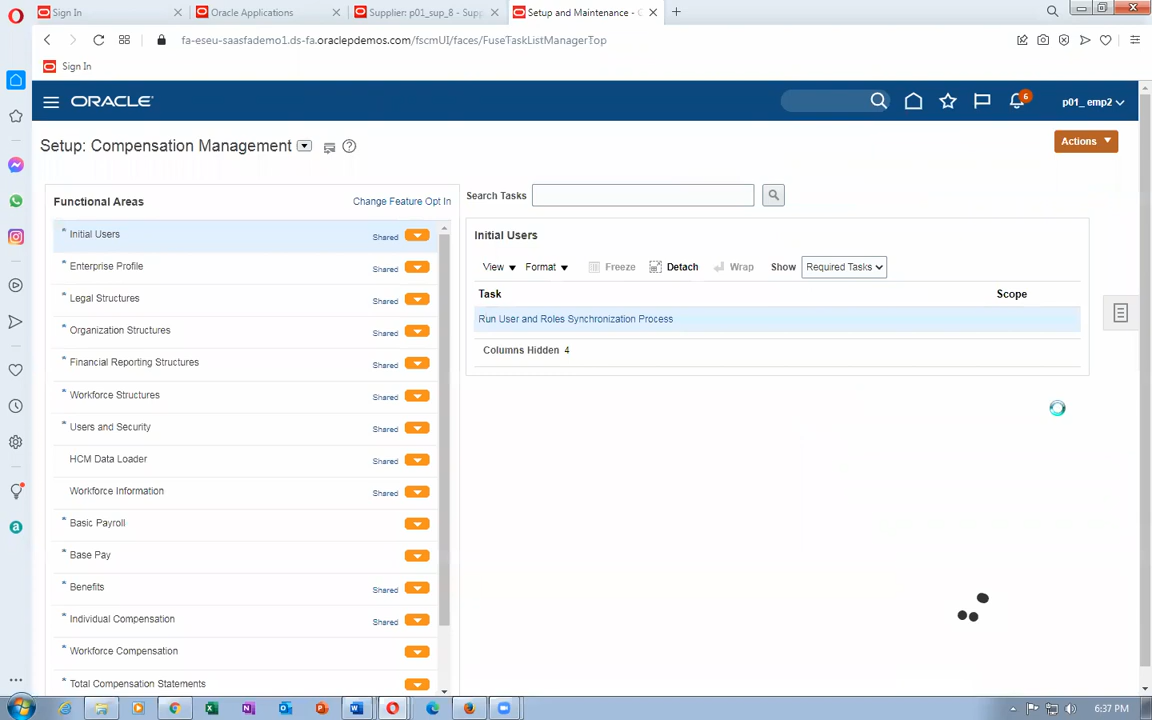 Sign In
Oracle Applications
Supplier: p01_sup_8 - Supp
Setup and Maintenance - 
fa-eseu-saasfademo1.ds-fa.oraclepdemos.com/fscmUI/faces/FuseTaskListManagerTop
Sign In
ORACLE
6
p01_ emp2
Setup: Compensation Management
Actions
Functional Areas
Change Feature Opt In
Search Tasks
Initial Users
Shared
Enterprise Profile
Shared
Legal Structures
Shared
Organization Structures
Shared
Financial Reporting Structures
Shared
Workforce Structures
Shared
Users and Security
Shared
HCM Data Loader
Shared
Workforce Information
Shared
Basic Payroll
Base Pay
Benefits
Shared
Individual Compensation
Shared
Workforce Compensation
Total Compensation Statements
Initial Users
View Format Freeze Detach Wrap Show Required Tasks
Task Scope
Run User and Roles Synchronization Process
Columns Hidden 4
6:37 PM